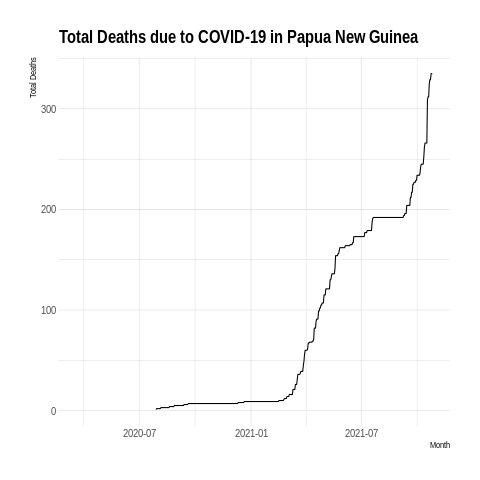 Total Deaths due to COVID-19 in Papua New Guinea
Total Deaths
300
200
100
0
2020-07
2021-01
2021-07
Month